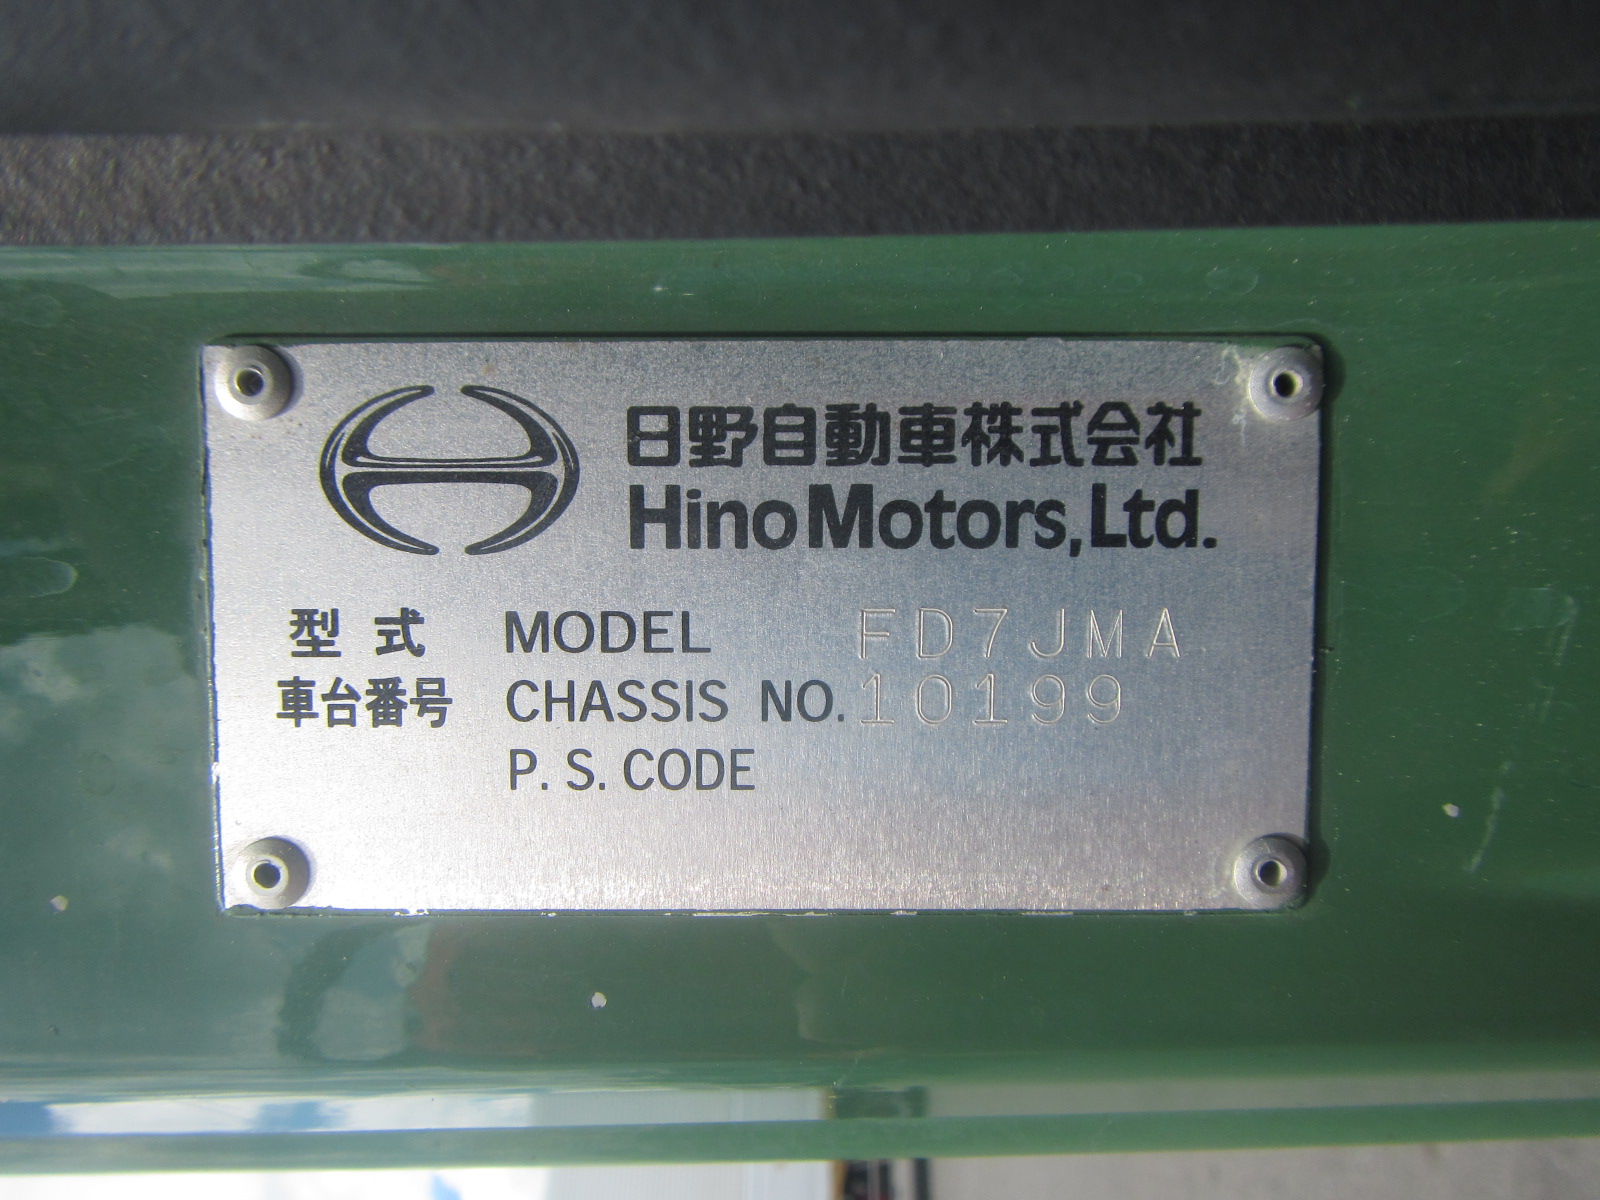 日野自動車株式会社
Hino Motors, Ltd.
型式 MODEL FD7JMA
車台番号 CHASSIS NO. 10199
P. S. CODE